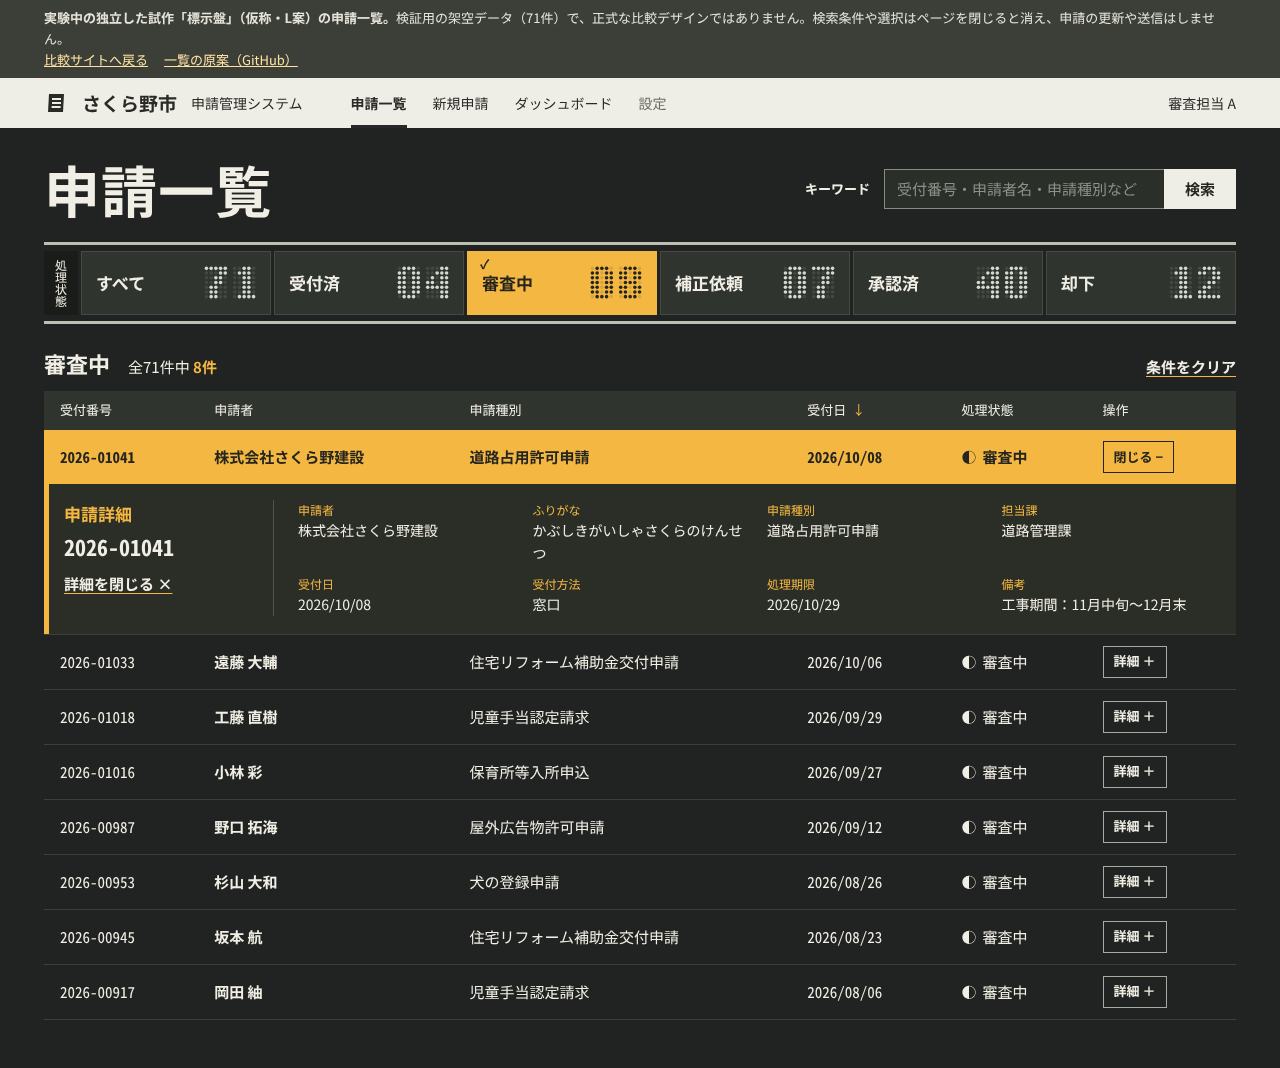 実験中の独立した試作「標示盤」（仮称・L案）の申請一覧。検証用の架空データ（71件）で、正式な比較デザインではありません。検索条件や選択はページを閉じると消え、申請の更新や送信はしませ
ん。
比較サイトへ戻る 一覧の原案（GitHub）
さくら野市 申請管理システム 申請一覧 新規申請 ダッシュボード 設定 審査担当 A
申請一覧
キーワード 受付番号・申請者名・申請種別など 検索
処理状態
すべて 71 受付済 04 ✓ 審査中 08 補正依頼 07 承認済 40 却下 12
審査中 全71件中 8件 条件をクリア
受付番号 申請者 申請種別 受付日 ↓ 処理状態 操作
2026-01041 株式会社さくら野建設 道路占用許可申請 2026/10/08 ◐ 審査中 閉じる −
申請詳細
2026-01041
詳細を閉じる ×
申請者 ふりがな 申請種別 担当課
株式会社さくら野建設 かぶしきがいしゃさくらのけんせ 道路占用許可申請 道路管理課
つ
受付日 受付方法 処理期限 備考
2026/10/08 窓口 2026/10/29 工事期間：11月中旬〜12月末
2026-01033 遠藤 大輔 住宅リフォーム補助金交付申請 2026/10/06 ◐ 審査中 詳細 ＋
2026-01018 工藤 直樹 児童手当認定請求 2026/09/29 ◐ 審査中 詳細 ＋
2026-01016 小林 彩 保育所等入所申込 2026/09/27 ◐ 審査中 詳細 ＋
2026-00987 野口 拓海 屋外広告物許可申請 2026/09/12 ◐ 審査中 詳細 ＋
2026-00953 杉山 大和 犬の登録申請 2026/08/26 ◐ 審査中 詳細 ＋
2026-00945 坂本 航 住宅リフォーム補助金交付申請 2026/08/23 ◐ 審査中 詳細 ＋
2026-00917 岡田 紬 児童手当認定請求 2026/08/06 ◐ 審査中 詳細 ＋